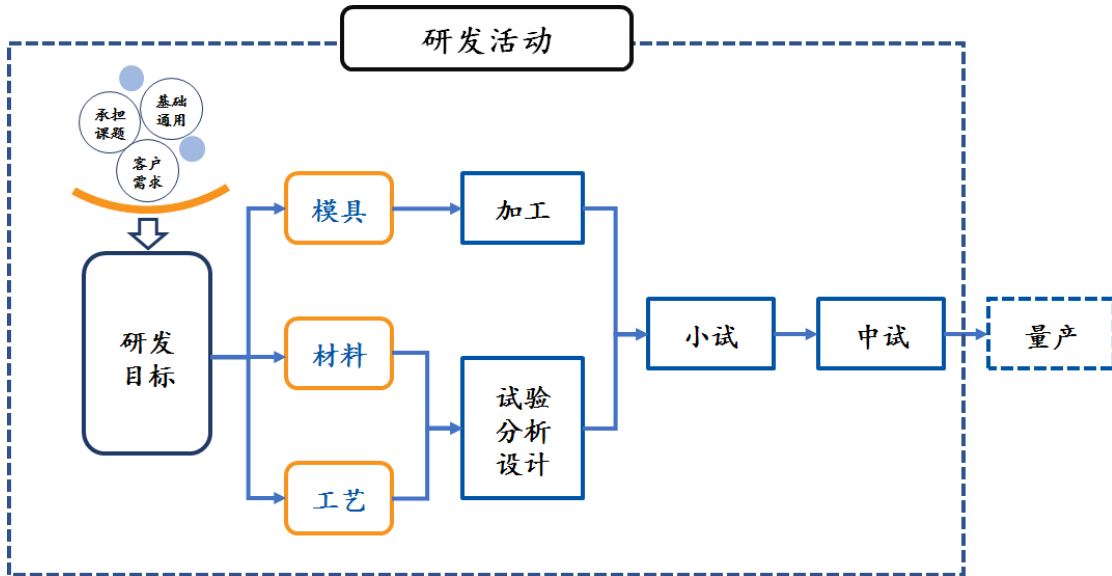 研发活动
承担
课题
基础
通用
客户
需求
研发
目标
模具
加工
材料
工艺
试验
分析
设计
小试
中试
量产